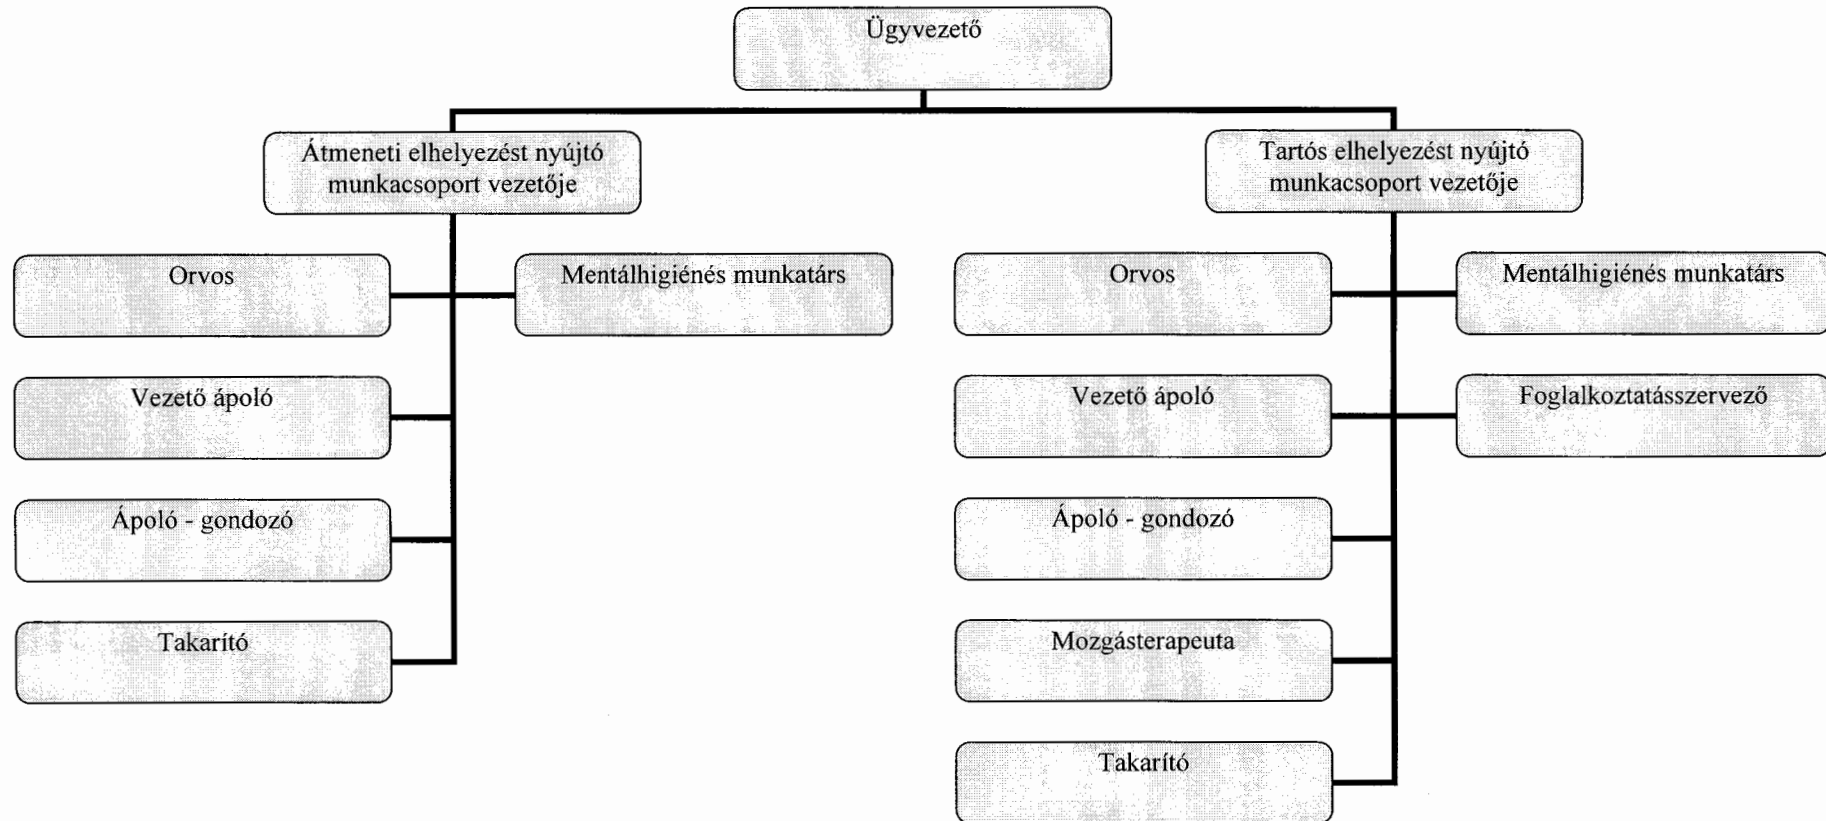 Ügyvezető
Átmeneti elhelyezést nyújtó
munkacsoport vezetője
Tartós elhelyezést nyújtó
munkacsoport vezetője
Orvos
Mentálhigiénés munkatárs
Orvos
Mentálhigiénés munkatárs
Vezető ápoló
Vezető ápoló
Foglalkoztatásszervező
Ápoló - gondozó
Ápoló - gondozó
Takarító
Mozgásterapeuta
Takarító